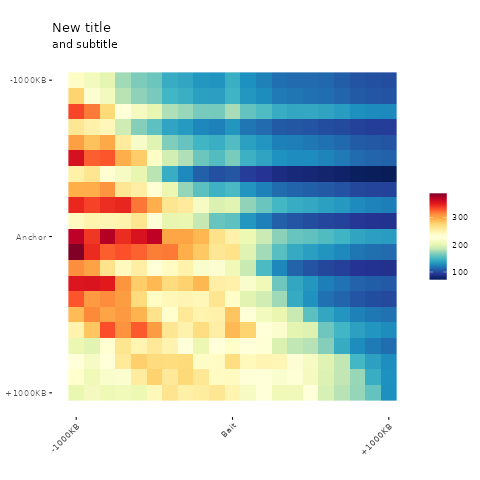 New title
and subtitle
-1000KB
Anchor
+1000KB
-1000KB
Bait
+1000KB
300
200
100